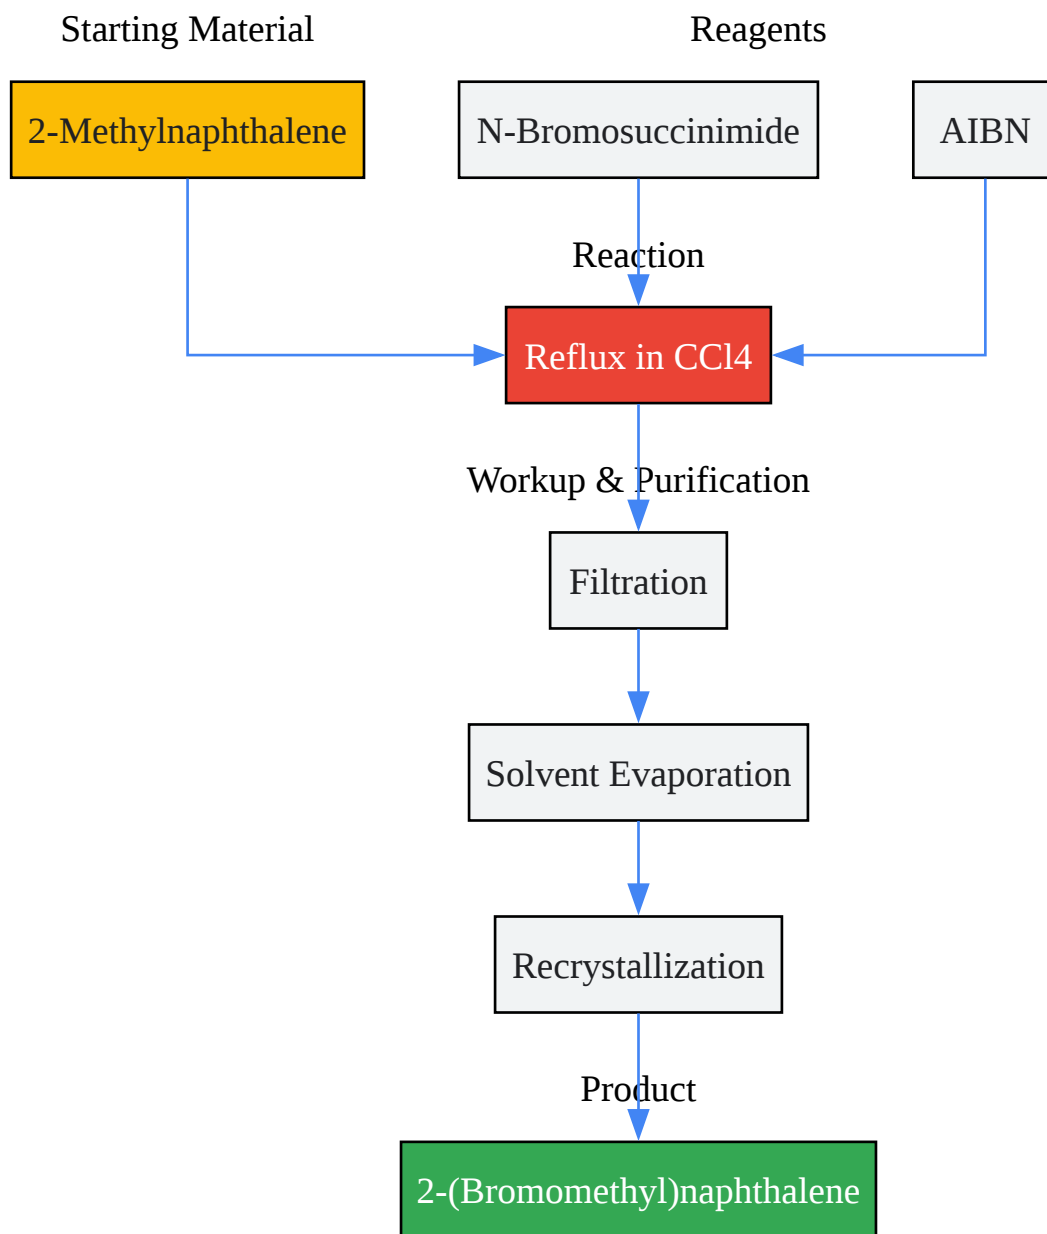 Starting Material
Reagents
2-Methylnaphthalene
N-Bromosuccinimide
AIBN
Reaction
Reflux in CCl4
Workup & Purification
Filtration
Solvent Evaporation
Recrystallization
Product
2-(Bromomethyl)naphthalene